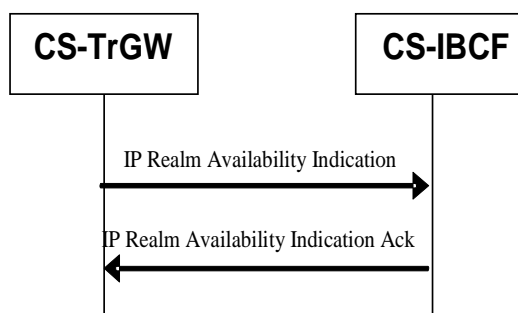 CS-TrGW
CS-IBCF
IP Realm Availability Indication
IP Realm Availability Indication Ack